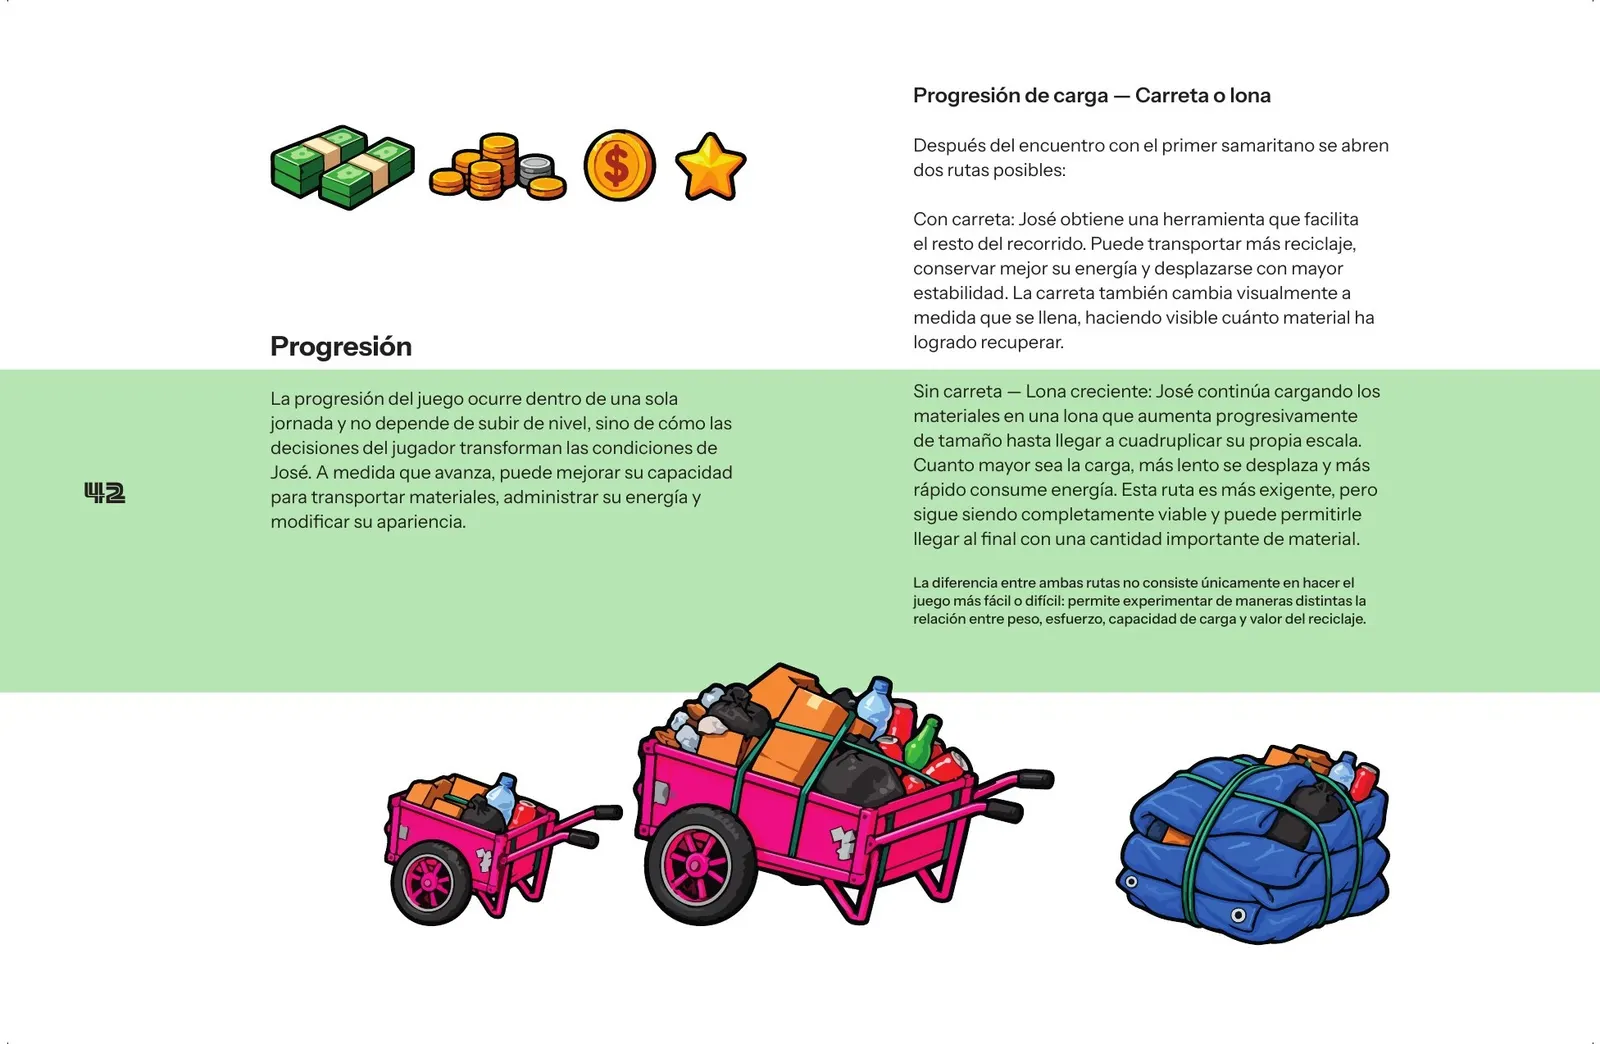 Progresión
La progresión del juego ocurre dentro de una sola
jornada y no depende de subir de nivel, sino de cómo las
decisiones del jugador transforman las condiciones de
José. A medida que avanza, puede mejorar su capacidad
para transportar materiales, administrar su energía y
modificar su apariencia.
42
Progresión de carga — Carreta o lona
Después del encuentro con el primer samaritano se abren
dos rutas posibles:
Con carreta: José obtiene una herramienta que facilita
el resto del recorrido. Puede transportar más reciclaje,
conservar mejor su energía y desplazarse con mayor
estabilidad. La carreta también cambia visualmente a
medida que se llena, haciendo visible cuánto material ha
logrado recuperar.
Sin carreta — Lona creciente: José continúa cargando los
materiales en una lona que aumenta progresivamente
de tamaño hasta llegar a cuadruplicar su propia escala.
Cuanto mayor sea la carga, más lento se desplaza y más
rápido consume energía. Esta ruta es más exigente, pero
sigue siendo completamente viable y puede permitirle
llegar al final con una cantidad importante de material.
La diferencia entre ambas rutas no consiste únicamente en hacer el
juego más fácil o difícil: permite experimentar de maneras distintas la
relación entre peso, esfuerzo, capacidad de carga y valor del reciclaje.